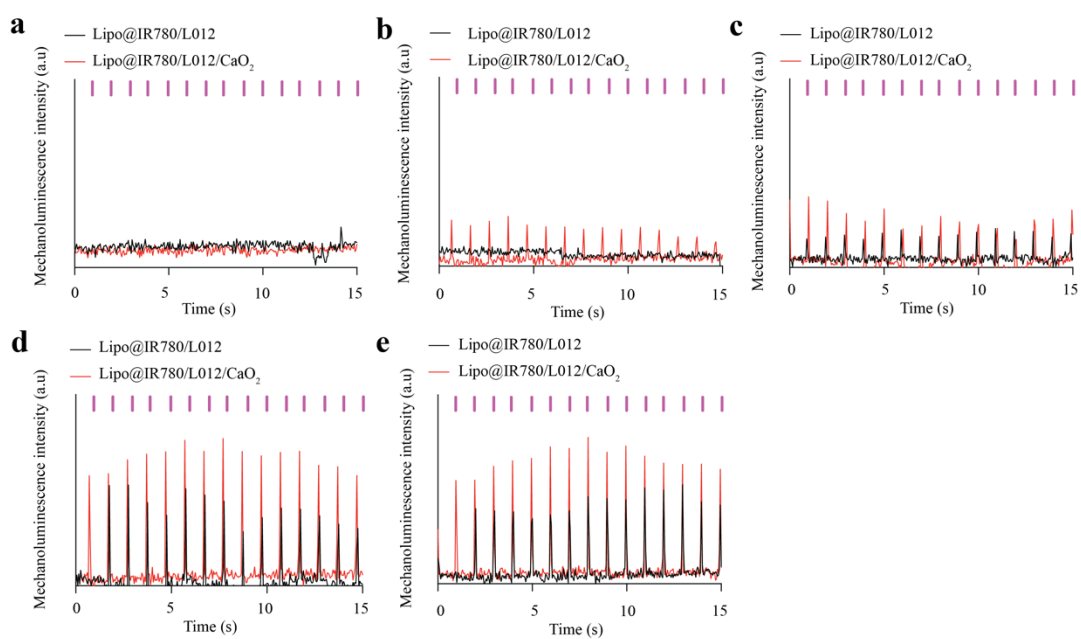 a
Lipo@IR780/L012
Lipo@IR780/L012/CaO₂
Mechanoluminescence intensity (a.u)
0 5 10 15
Time (s)
b
Lipo@IR780/L012
Lipo@IR780/L012/CaO₂
Mechanoluminescence intensity (a.u)
0 5 10 15
Time (s)
c
Lipo@IR780/L012
Lipo@IR780/L012/CaO₂
Mechanoluminescence intensity (a.u)
0 5 10 15
Time (s)
d
Lipo@IR780/L012
Lipo@IR780/L012/CaO₂
Mechanoluminescence intensity (a.u)
0 5 10 15
Time (s)
e
Lipo@IR780/L012
Lipo@IR780/L012/CaO₂
Mechanoluminescence intensity (a.u)
0 5 10 15
Time (s)